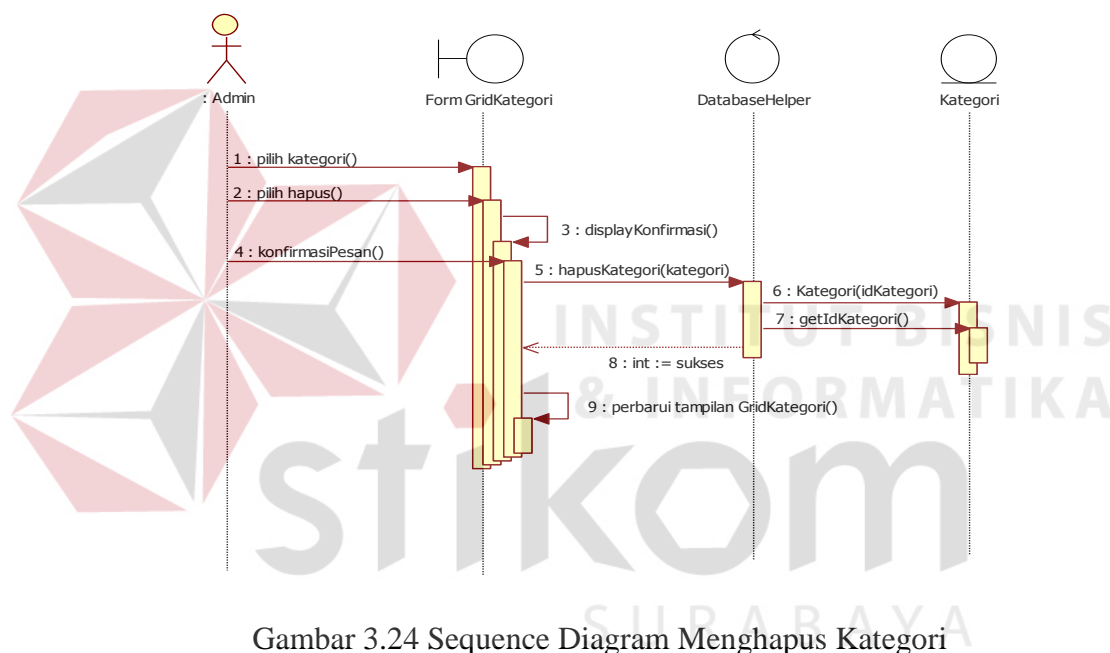 : Admin
Form GridKategori
DatabaseHelper
Kategori
1 : pilih kategori()
2 : pilih hapus()
3 : displayKonfirmasi()
4 : konfirmasiPesan()
5 : hapusKategori(kategori)
6 : Kategori(idKategori)
7 : getIdKategori()
8 : int := sukses
9 : perbarui tampilan GridKategori()
INSTITUT BISNIS
& INFORMATIKA
stikom
SURABAYA
Gambar 3.24 Sequence Diagram Menghapus Kategori